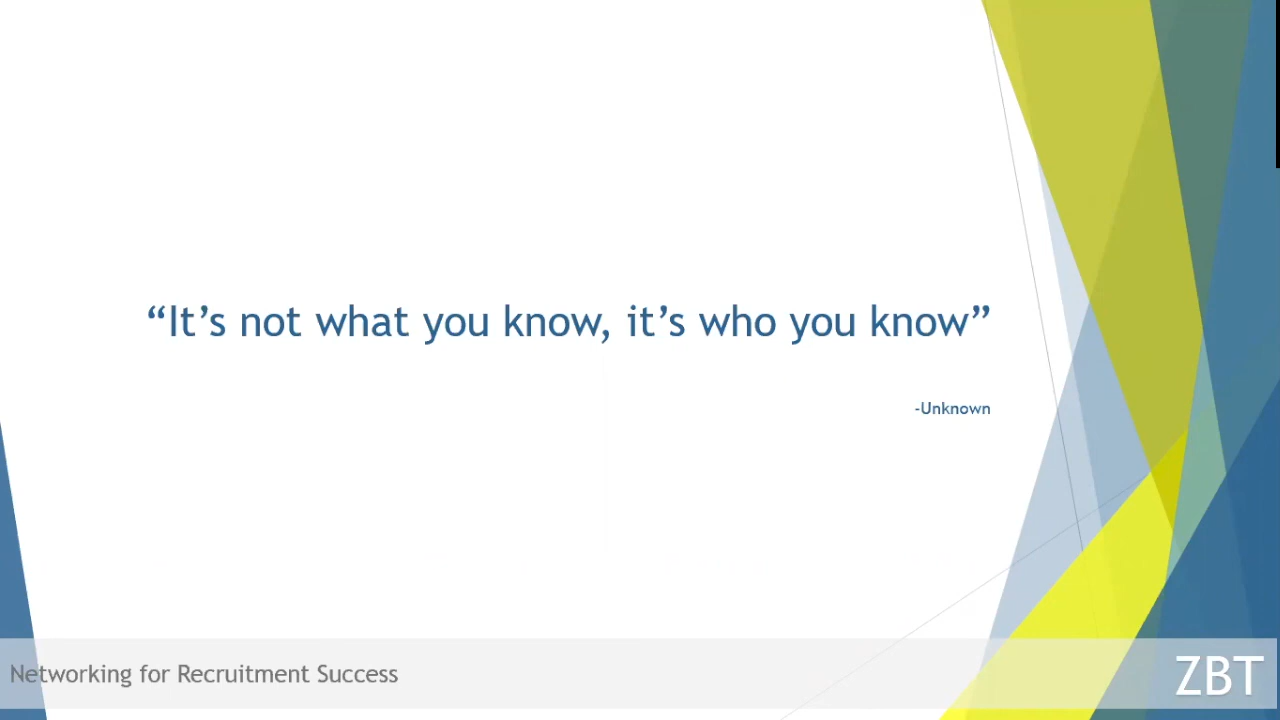 “It’s not what you know, it’s who you know”
-Unknown
Networking for Recruitment Success
ZBT